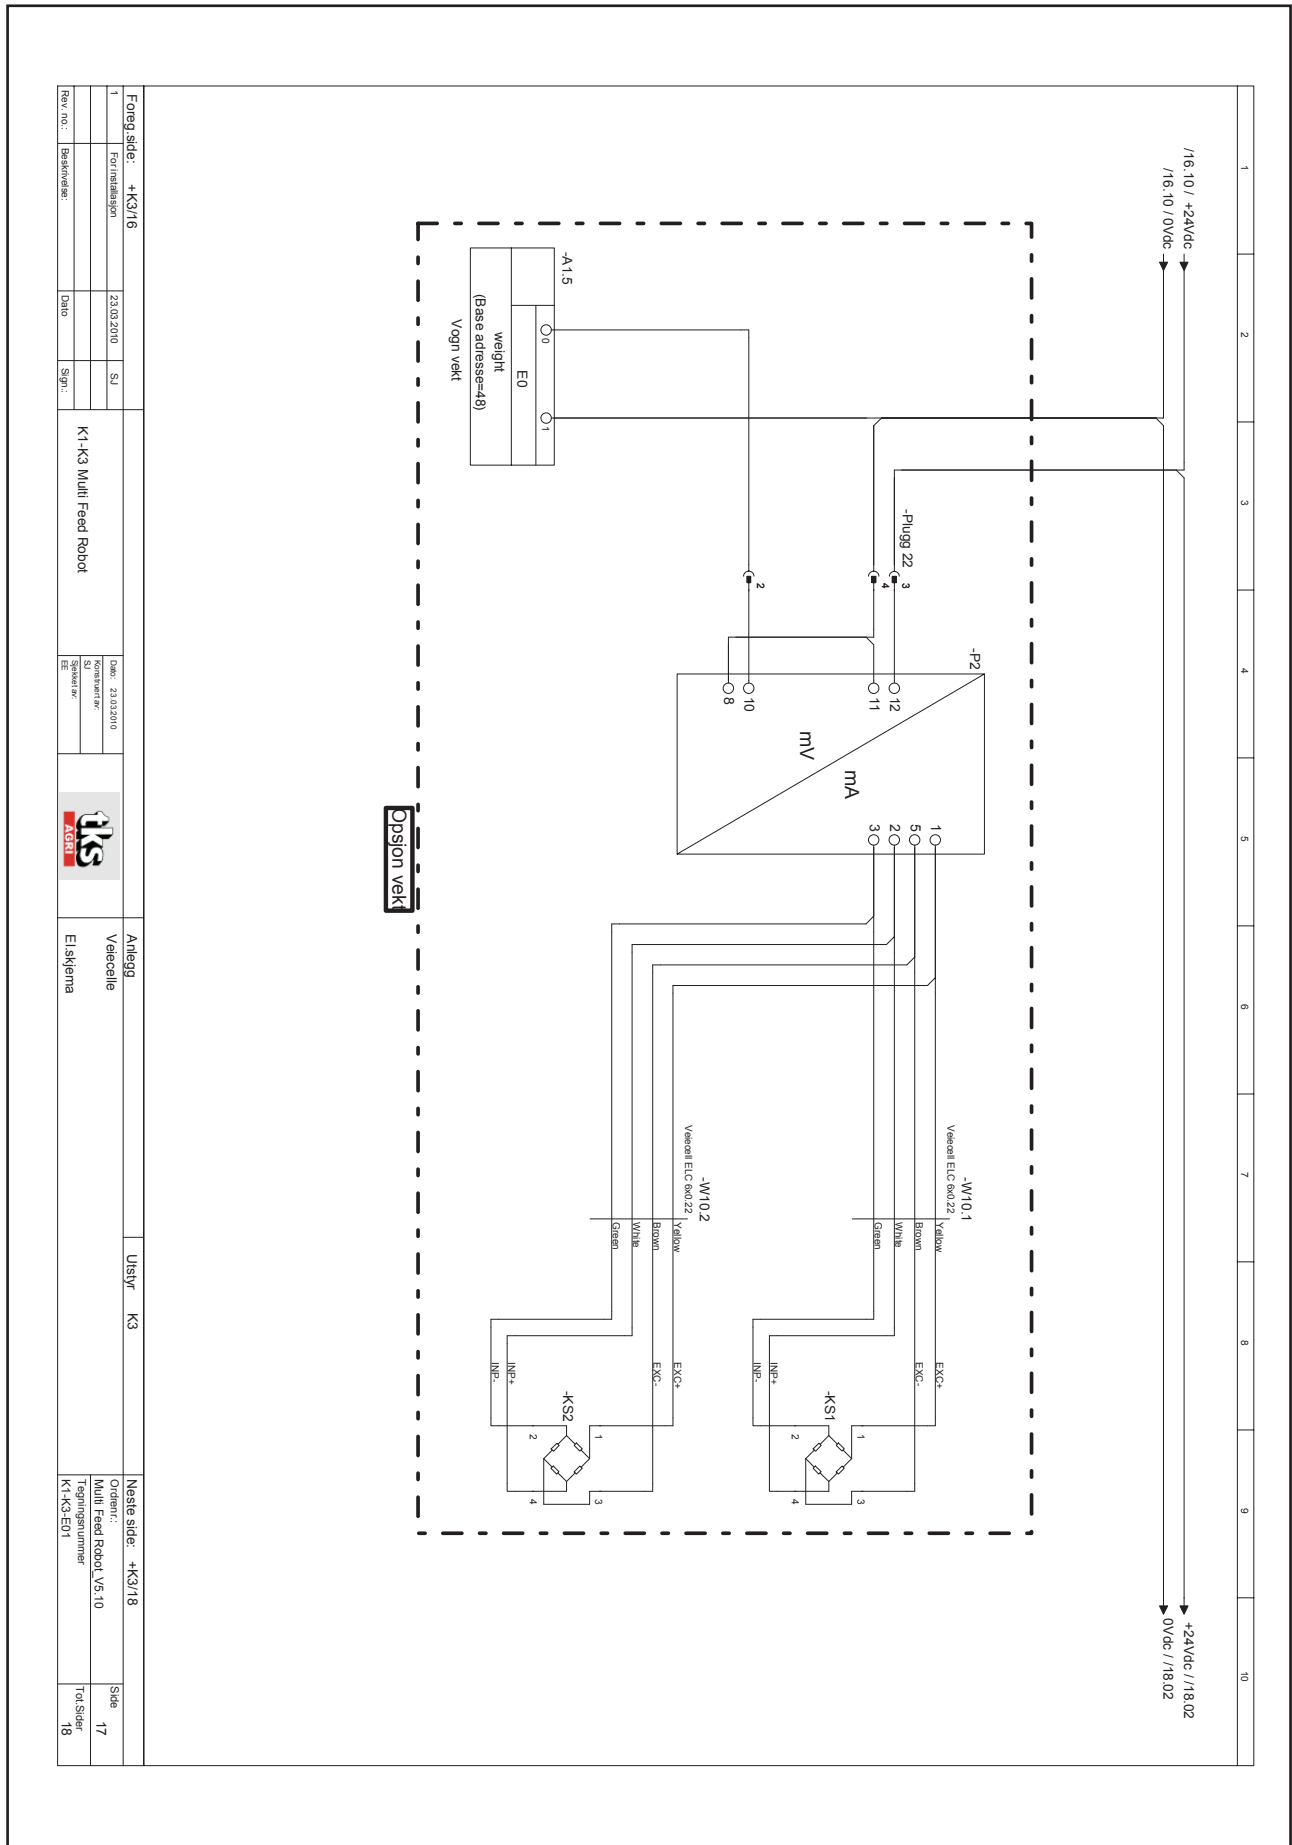 1 2 3 4 5 6 7 8 9 10
/16.10 / +24Vdc
/16.10 / 0Vdc
+24Vdc / /18.02
0Vdc / /18.02
-Plugg 22
3
4
2
-P2
12
11
10
8
mV
mA
1
5
2
3
-A1.5
0
1
E0
weight
(Base adresse=48)
Vogn vekt
-W10.1
Veiecell ELC 6x0.22
Yellow
Brown
White
Green
EXC+
EXC-
INP+
INP-
-KS1
1
2
3
4
-W10.2
Veiecell ELC 6x0.22
Yellow
Brown
White
Green
EXC+
EXC-
INP+
INP-
-KS2
1
2
3
4
Opsjon vekt
Foreg.side: +K3/16
1 For installasjon 23.03.2010 SJ
Rev. no.: Beskrivelse: Dato Sign.:
K1-K3 Multi Feed Robot
Dato: 23.03.2010
Konstruert av:
SJ
Sjekket av:
EE
tks
AGRI
Anlegg
Veiecelle
El.skjema
Utstyr K3
Neste side: +K3/18
Ordrenr.:
Multi Feed Robot_V5.10
Tegningsnummer
K1-K3-E01
Side
17
Tot.Sider
18